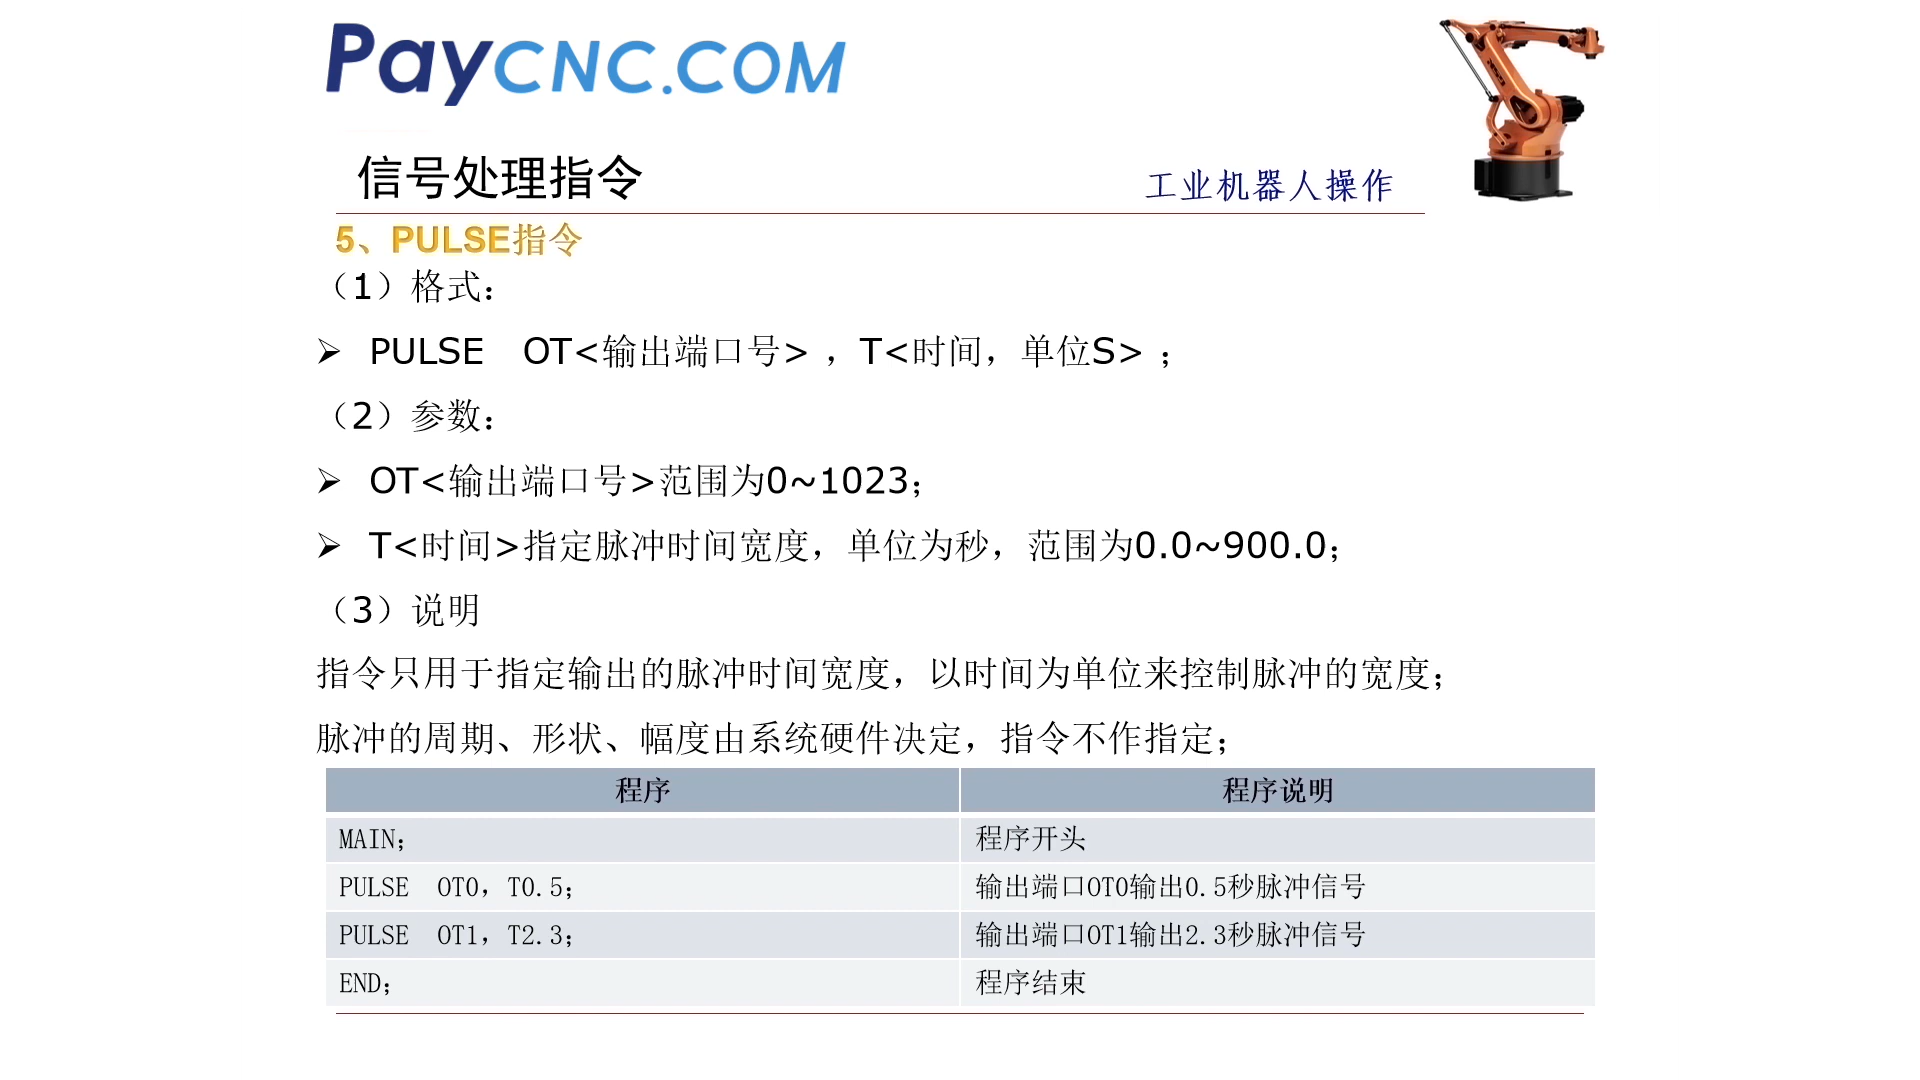 PayCNC.COM
信号处理指令
工业机器人操作
5、PULSE指令
（1）格式：
➢ PULSE OT<输出端口号> ，T<时间，单位S> ；
（2）参数：
➢ OT<输出端口号>范围为0~1023；
➢ T<时间>指定脉冲时间宽度，单位为秒，范围为0.0~900.0；
（3）说明
指令只用于指定输出的脉冲时间宽度，以时间为单位来控制脉冲的宽度；
脉冲的周期、形状、幅度由系统硬件决定，指令不作指定；
程序 程序说明
MAIN； 程序开头
PULSE OT0，T0.5； 输出端口OT0输出0.5秒脉冲信号
PULSE OT1，T2.3； 输出端口OT1输出2.3秒脉冲信号
END； 程序结束